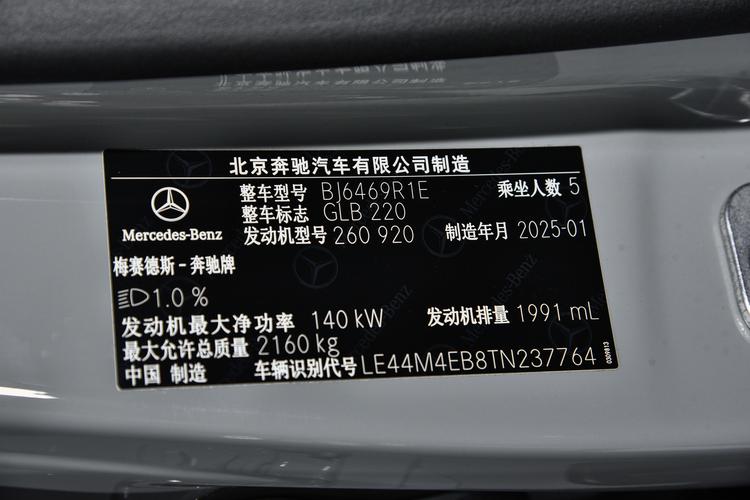 北京奔驰汽车有限公司制造
整车型号 BJ6469R1E 乘坐人数 5
整车标志 GLB 220
Mercedes-Benz 发动机型号 260 920 制造年月 2025-01
梅赛德斯-奔驰牌
1.0 %
发动机最大净功率 140 kW 发动机排量 1991 mL
最大允许总质量 2160 kg
中国 制造 车辆识别代号 LE44M4EB8TN237764
0309813